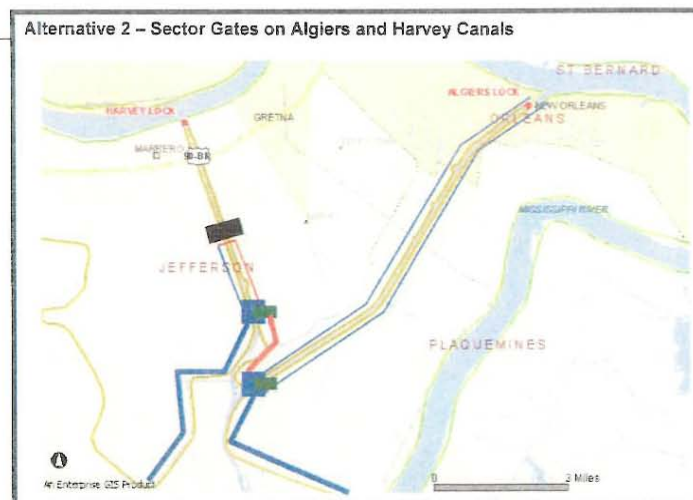 Alternative 2 – Sector Gates on Algiers and Harvey Canals
ST BERNARD
ALGIERS LOCK
NEW ORLEANS
ORLEANS
HARVEY LOCK
GRETNA
MARRERO
90-BR
MISSISSIPPI RIVER
JEFFERSON
PLAQUEMINES
An Enterprise GIS Product
0
3 Miles